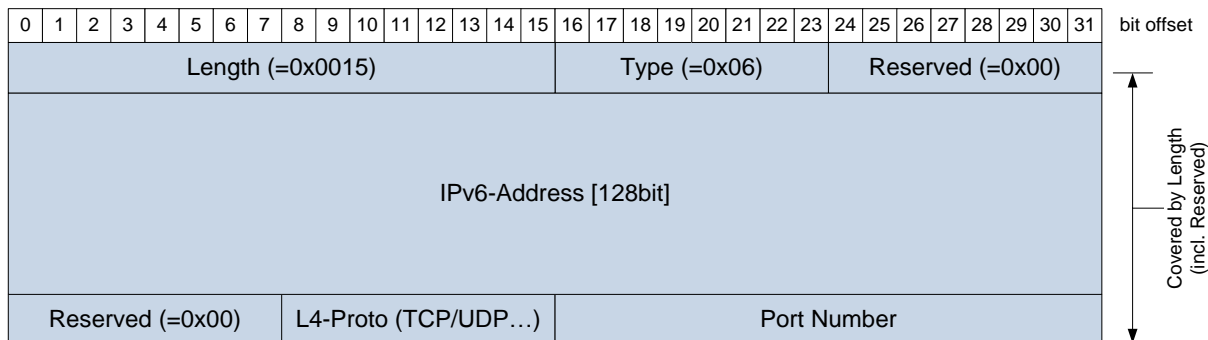 0 1 2 3 4 5 6 7 8 9 10 11 12 13 14 15 16 17 18 19 20 21 22 23 24 25 26 27 28 29 30 31 bit offset
Length (=0x0015) Type (=0x06) Reserved (=0x00)
IPv6-Address [128bit]
Covered by Length
(incl. Reserved)
Reserved (=0x00) L4-Proto (TCP/UDP…) Port Number